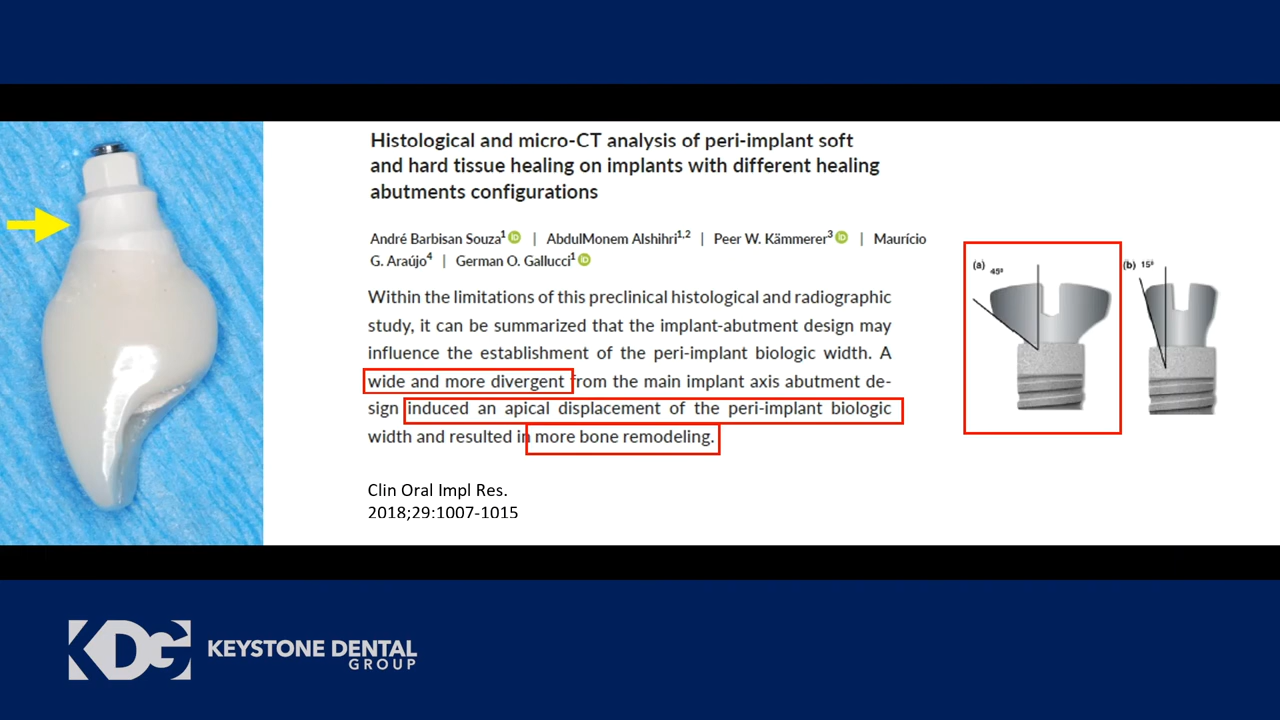 Histological and micro-CT analysis of peri-implant soft
and hard tissue healing on implants with different healing
abutments configurations
André Barbisan Souza1 | AbdulMonem Alshihri1,2 | Peer W. Kämmerer3 | Maurício
G. Araújo4 | German O. Gallucci1
Within the limitations of this preclinical histological and radiographic
study, it can be summarized that the implant-abutment design may
influence the establishment of the peri-implant biologic width. A
wide and more divergent from the main implant axis abutment de-
sign induced an apical displacement of the peri-implant biologic
width and resulted in more bone remodeling.
Clin Oral Impl Res.
2018;29:1007-1015
(a) 45º
(b) 15º
KDG KEYSTONE DENTAL
GROUP